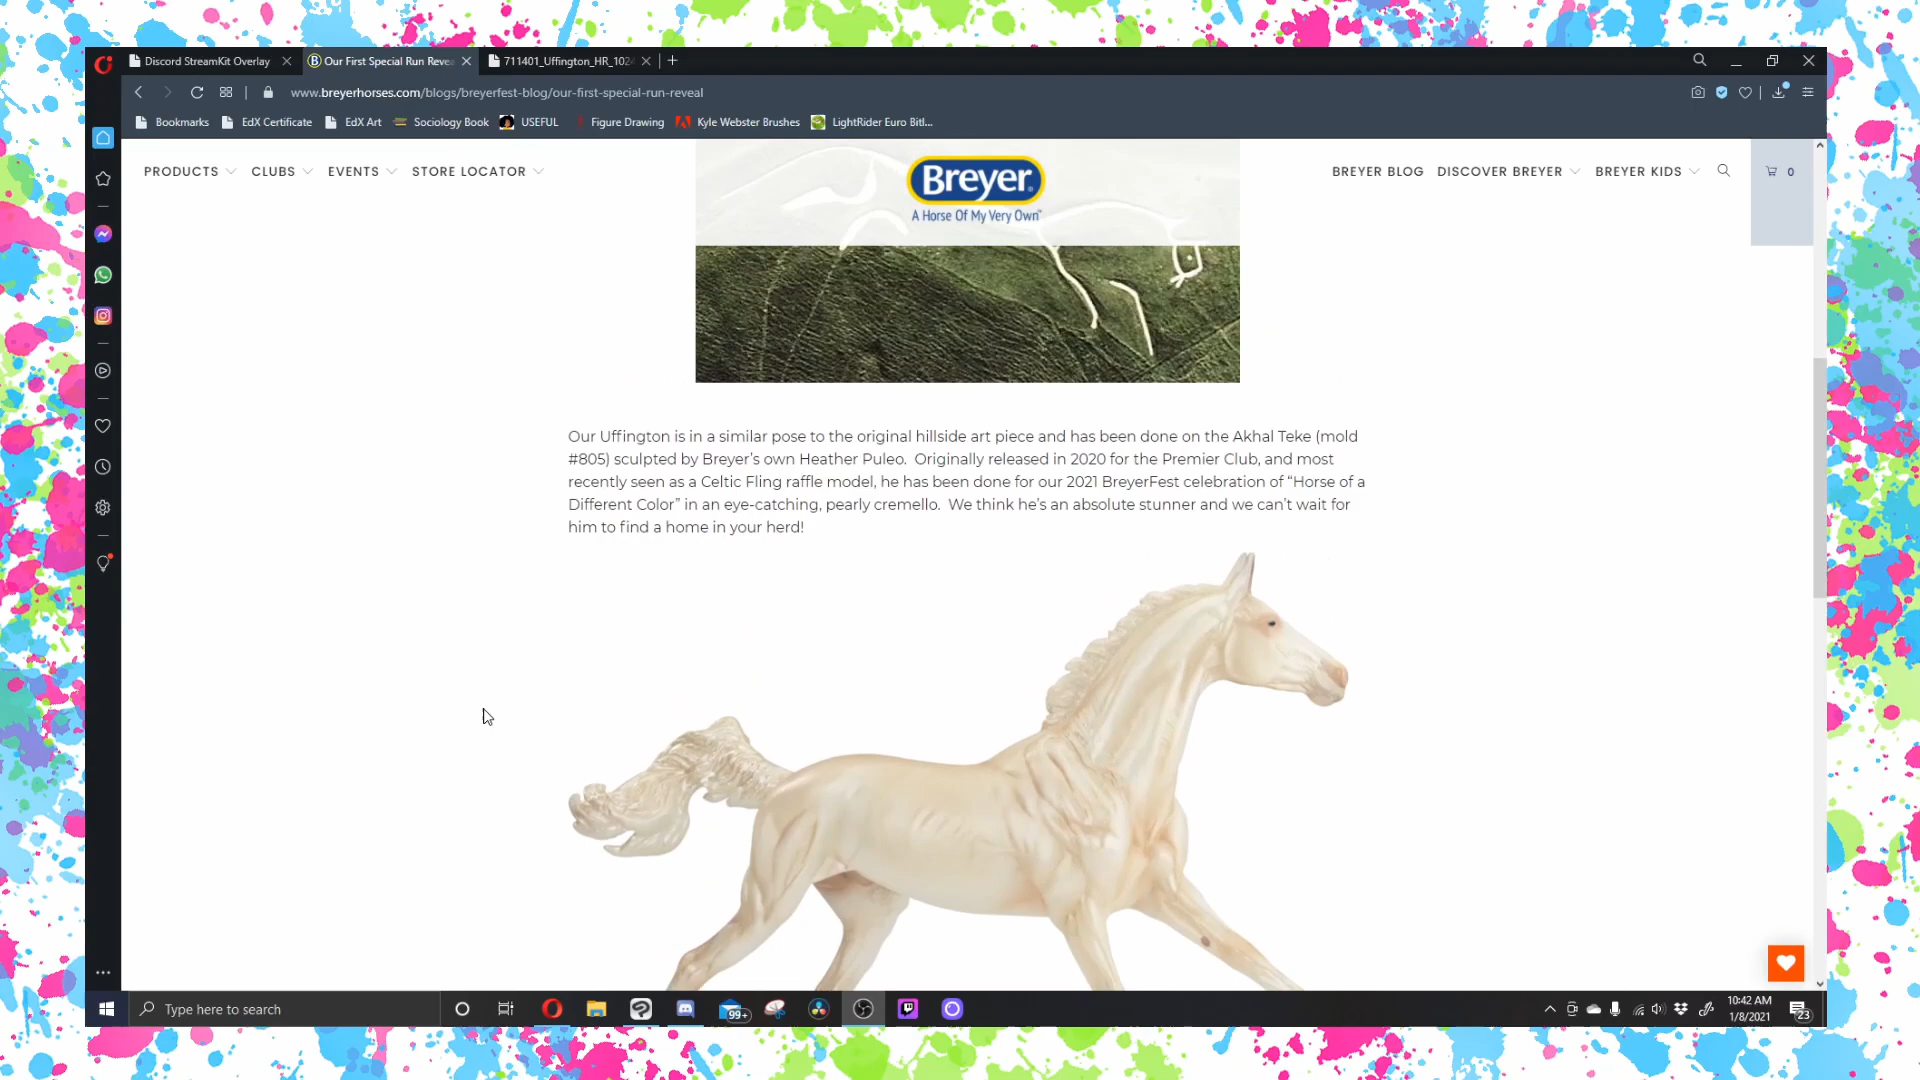 Discord StreamKit Overlay
Our First Special Run Revea
711401_Uffington_HR_1024
www.breyerhorses.com/blogs/breyerfest-blog/our-first-special-run-reveal
Bookmarks
EdX Certificate
EdX Art
Sociology Book
USEFUL
Figure Drawing
Kyle Webster Brushes
LightRider Euro Bitl...
PRODUCTS
CLUBS
EVENTS
STORE LOCATOR
Breyer
A Horse Of My Very Own™
BREYER BLOG
DISCOVER BREYER
BREYER KIDS
0
Our Uffington is in a similar pose to the original hillside art piece and has been done on the Akhal Teke (mold
#805) sculpted by Breyer’s own Heather Puleo.  Originally released in 2020 for the Premier Club, and most
recently seen as a Celtic Fling raffle model, he has been done for our 2021 BreyerFest celebration of “Horse of a
Different Color” in an eye-catching, pearly cremello.  We think he’s an absolute stunner and we can’t wait for
him to find a home in your herd!
Type here to search
99+
10:42 AM
1/8/2021
23